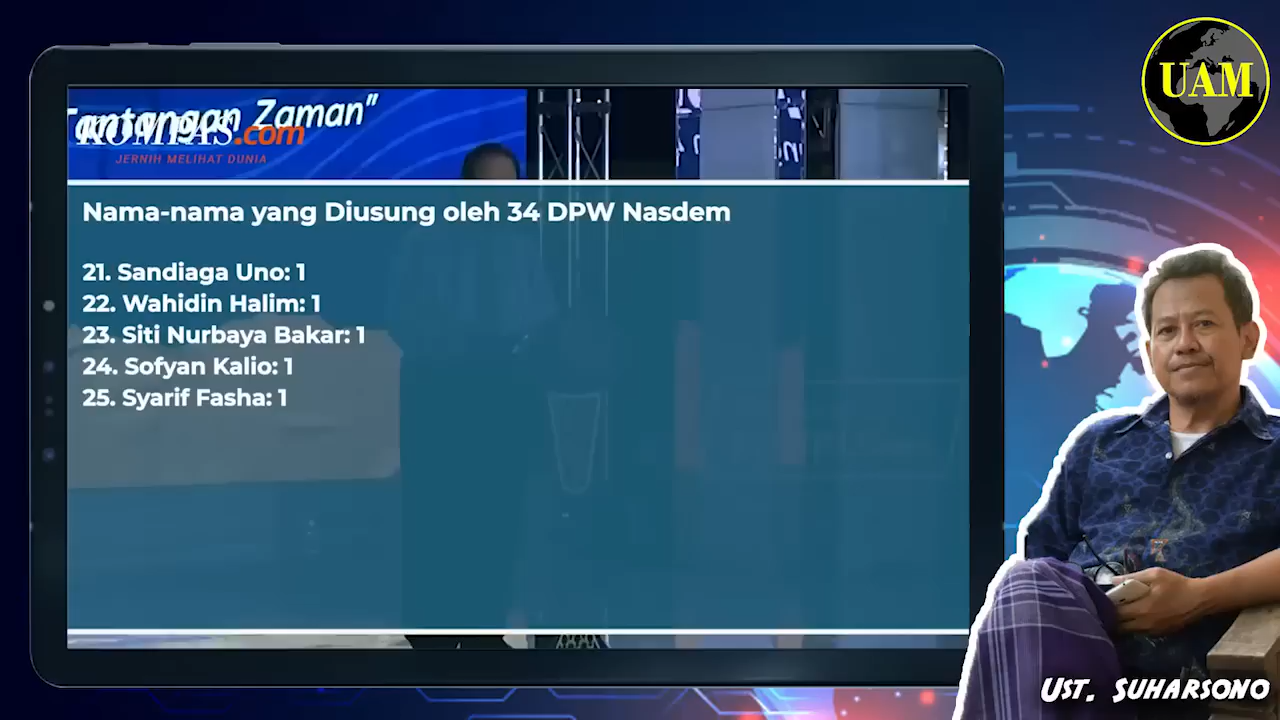 UAM
Tantangan Zaman"
KOMPAS.com
JERNIH MELIHAT DUNIA
Nama-nama yang Diusung oleh 34 DPW Nasdem
21. Sandiaga Uno: 1
22. Wahidin Halim: 1
23. Siti Nurbaya Bakar: 1
24. Sofyan Kalio: 1
25. Syarif Fasha: 1
UST. SUHARSONO